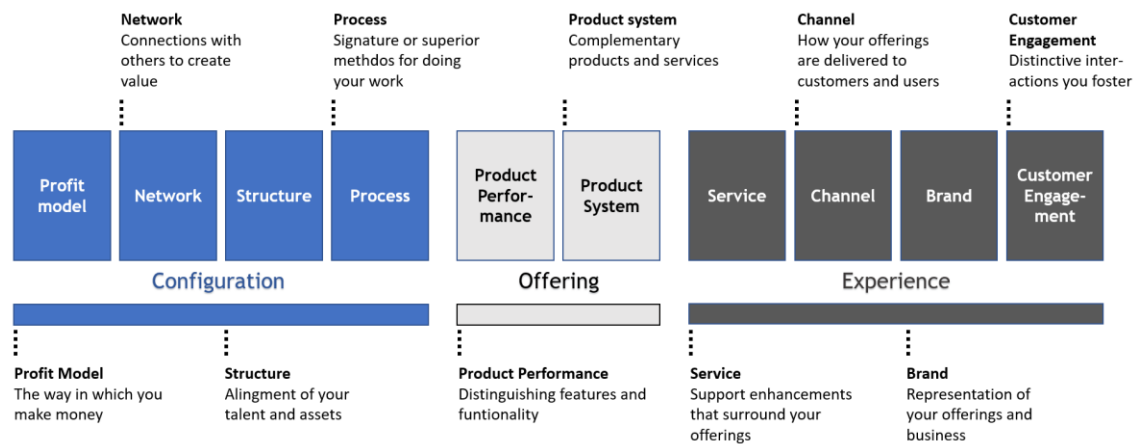 Network
Connections with
others to create
value
Process
Signature or superior
methdos for doing
your work
Product system
Complementary
products and services
Channel
How your offerings
are delivered to
customers and users
Customer
Engagement
Distinctive inter-
actions you foster
Profit
model
Network
Structure
Process
Product
Perfor-
mance
Product
System
Service
Channel
Brand
Customer
Engage-
ment
Configuration
Offering
Experience
Profit Model
The way in which you
make money
Structure
Alingment of your
talent and assets
Product Performance
Distinguishing features and
funtionality
Service
Support enhancements
that surround your
offerings
Brand
Representation of
your offerings and
business